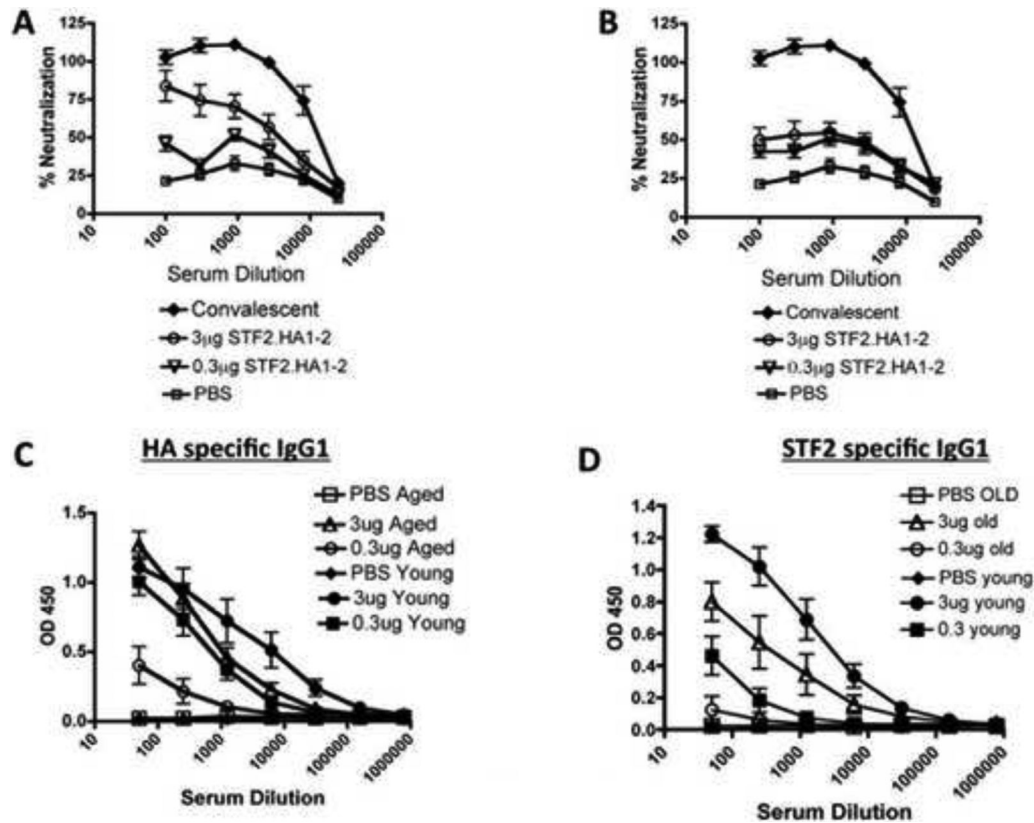 A
% Neutralization
125
100
75
50
25
0
10
100
1000
10000
100000
Serum Dilution
Convalescent
3µg STF2.HA1-2
0.3µg STF2.HA1-2
PBS
B
% Neutralization
125
100
75
50
25
0
10
100
1000
10000
100000
Serum Dilution
Convalescent
3µg STF2.HA1-2
0.3µg STF2.HA1-2
PBS
C
HA specific IgG1
OD 450
1.5
1.0
0.5
0.0
10
100
1000
10000
100000
1000000
Serum Dilution
PBS Aged
3ug Aged
0.3ug Aged
PBS Young
3ug Young
0.3ug Young
D
STF2 specific IgG1
OD 450
1.4
1.2
1.0
0.8
0.6
0.4
0.2
0.0
10
100
1000
10000
100000
1000000
Serum Dilution
PBS OLD
3ug old
0.3ug old
PBS young
3ug young
0.3 young